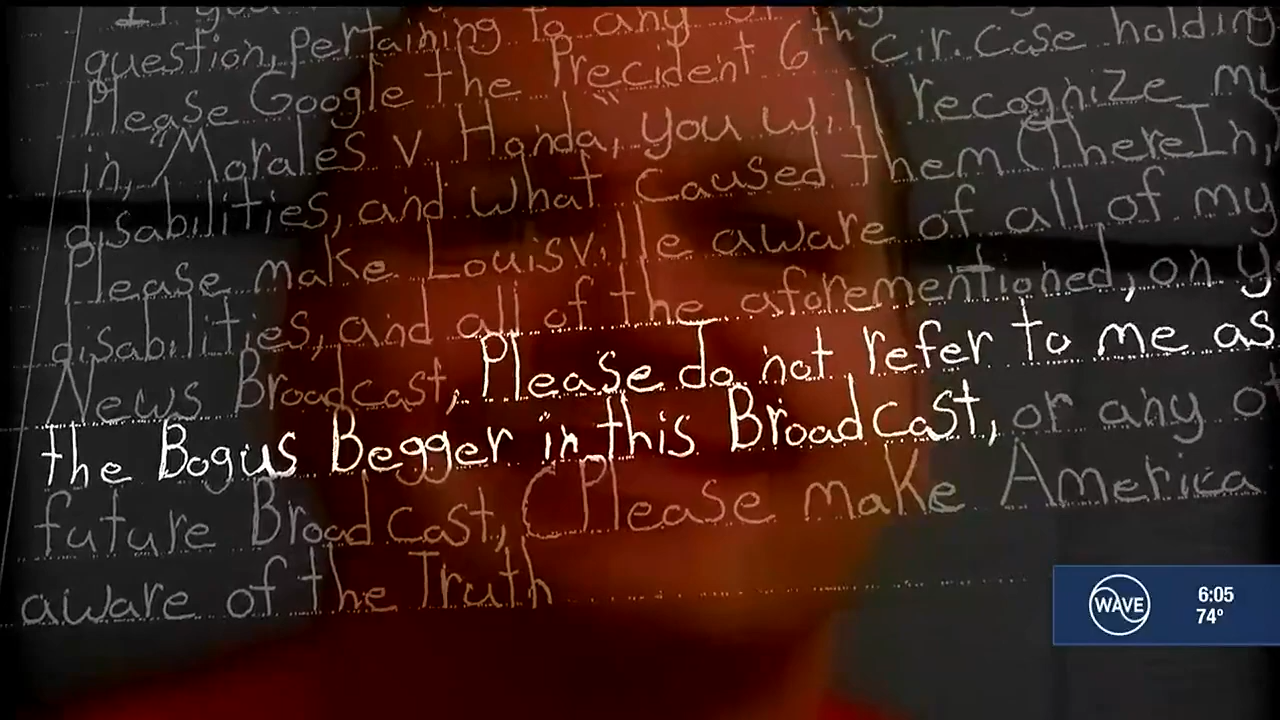 question, pertaining to any of
6th Cir. Case holding
Please Google the Precident
in, "Morales v. Honda," you will recognize my
disabilities, and what caused them (ThereIn,
Please make Louisville aware of all of my
disabilities, and all of the aforementioned, on
News Broadcast, Please do not refer to me as
the Bogus Begger in this Broadcast, or any
future Broadcast, (Please make America
aware of the Truth
WAVE
6:05
74°